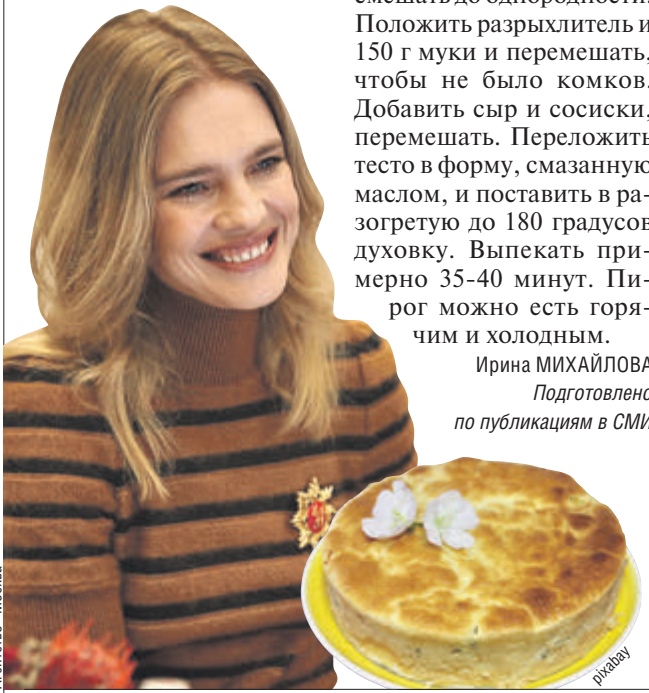 смешать до однородности.
Положить разрыхлитель и
150 г муки и перемешать,
чтобы не было комков.
Добавить сыр и сосиски,
перемешать. Переложить
тесто в форму, смазанную
маслом, и поставить в ра-
зогретую до 180 градусов
духовку. Выпекать при-
мерно 35-40 минут. Пи-
рог можно есть горя-
чим и холодным.
Ирина МИХАЙЛОВА
Подготовлено
по публикациям в СМИ
pixabay